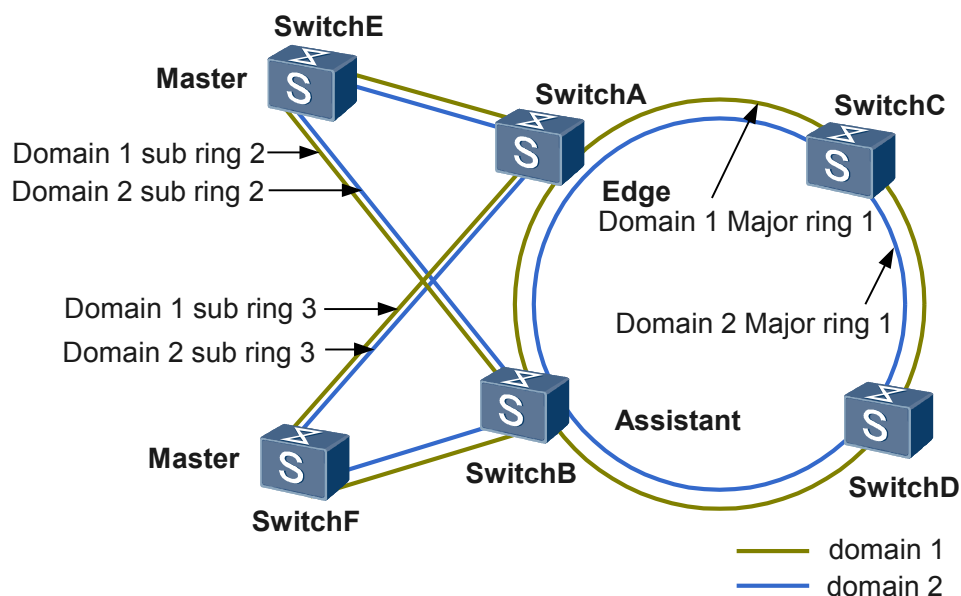 SwitchE
Master
S
SwitchA
S
SwitchC
S
Domain 1 sub ring 2
Domain 2 sub ring 2
Edge
Domain 1 Major ring 1
Domain 1 sub ring 3
Domain 2 sub ring 3
Domain 2 Major ring 1
S
Assistant
S
Master
S
SwitchB
SwitchD
SwitchF
domain 1
domain 2